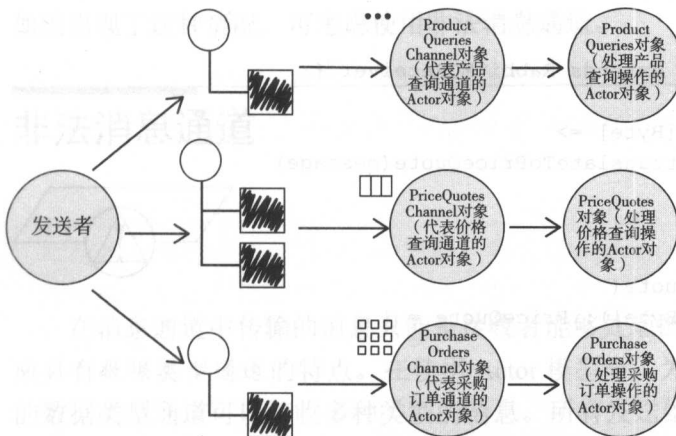 Product
Queries
Channel对象
（代表产品
查询通道的
Actor对象）
Product
Queries对象
（处理产品
查询操作的
Actor对象）
非法消息通道
发送者
PriceQuotes
Channel对象
（代表价格
查询通道的
Actor对象）
PriceQuotes
对象（处理
价格查询操
作的Actor对
象）
Purchase
Orders
Channel对象
（代表采购
订单通道的
Actor对象）
Purchase
Orders对象
（处理采购
订单操作的
Actor对象）